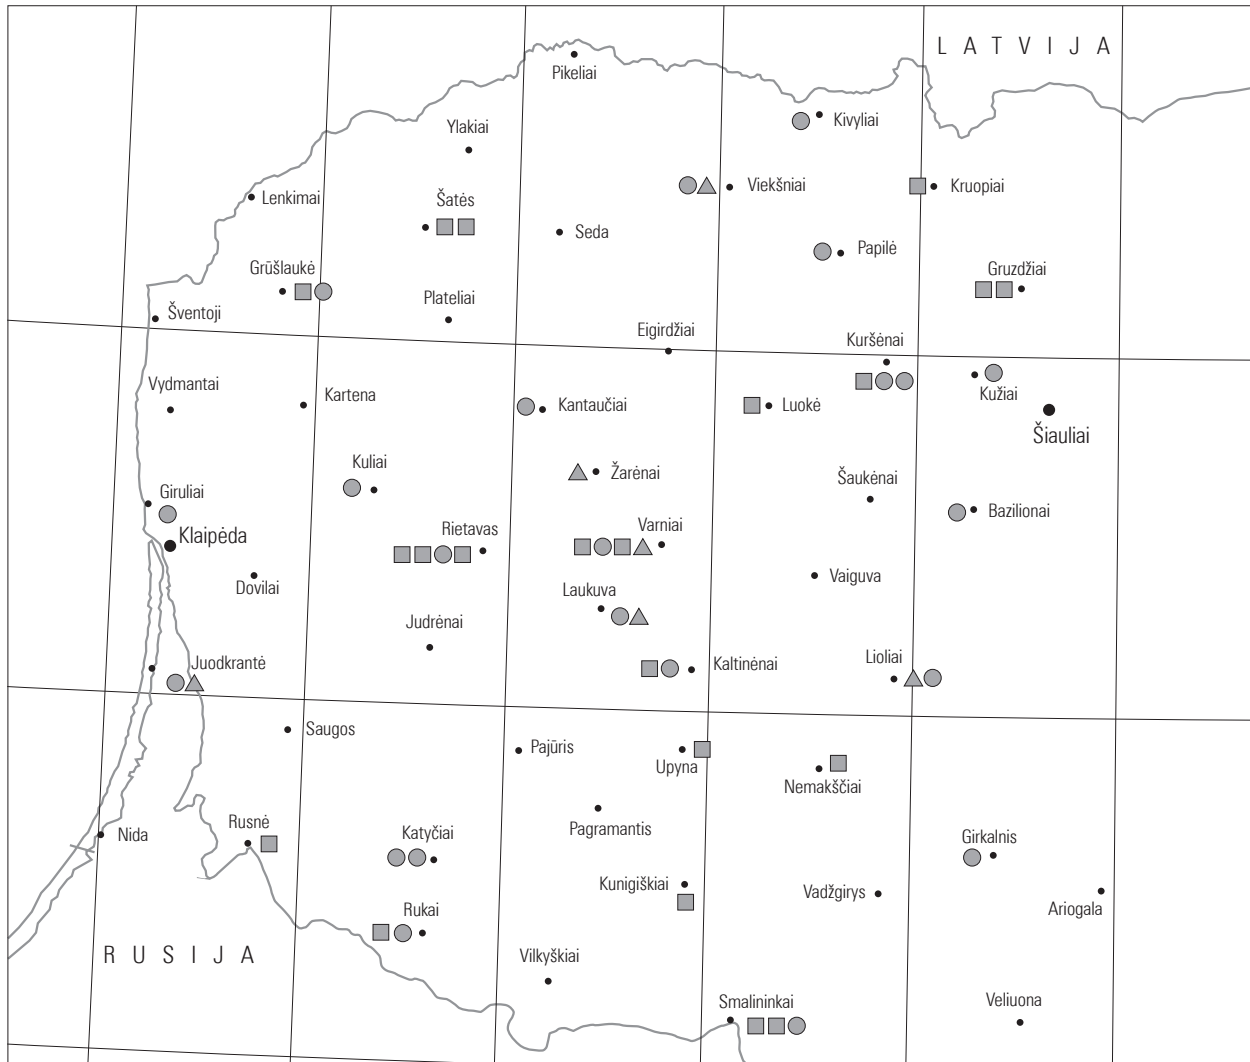 LATVIJA
Pikeliai
Kivyliai
Ylakiai
Viekšniai
Kruopiai
Lenkimai
Šatės
Seda
Papilė
Grūšlaukė
Gruzdžiai
Plateliai
Šventoji
Eigirdžiai
Kuršėnai
Vydmantai
Kartena
Kantaučiai
Luokė
Kužiai
Šiauliai
Kuliai
Žarėnai
Šaukėnai
Giruliai
Bazilionai
Klaipėda
Rietavas
Varniai
Dovilai
Laukuva
Vaiguva
Judrėnai
Juodkrantė
Kaltinėnai
Lioliai
Saugos
Pajūris
Upyna
Nemakščiai
Nida
Rusnė
Katyčiai
Pagramantis
Girkalnis
Kunigiškiai
Vadžgirys
Ariogala
Rukai
RUSIJA
Vilkyškiai
Smalininkai
Veliuona